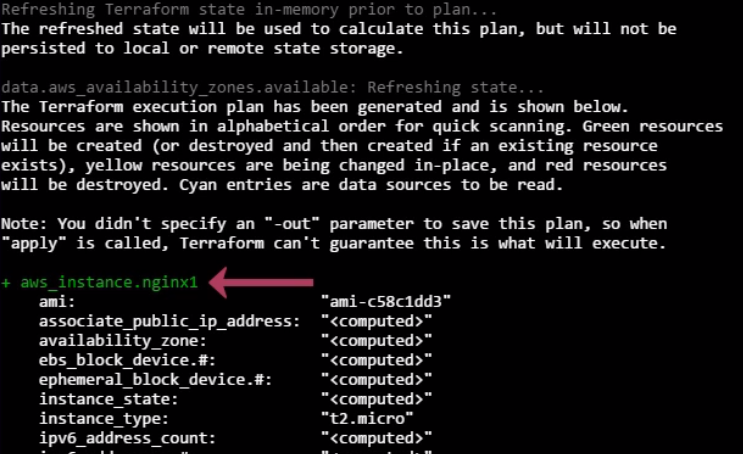 Refreshing Terraform state in-memory prior to plan...
The refreshed state will be used to calculate this plan, but will not be
persisted to local or remote state storage.
data.aws_availability_zones.available: Refreshing state...
The Terraform execution plan has been generated and is shown below.
Resources are shown in alphabetical order for quick scanning. Green resources
will be created (or destroyed and then created if an existing resource
exists), yellow resources are being changed in-place, and red resources
will be destroyed. Cyan entries are data sources to be read.
Note: You didn't specify an "-out" parameter to save this plan, so when
"apply" is called, Terraform can't guarantee this is what will execute.
+ aws_instance.nginx1
ami: "ami-c58c1dd3"
associate_public_ip_address: "<computed>"
availability_zone: "<computed>"
ebs_block_device.#: "<computed>"
ephemeral_block_device.#: "<computed>"
instance_state: "<computed>"
instance_type: "t2.micro"
ipv6_address_count: "<computed>"